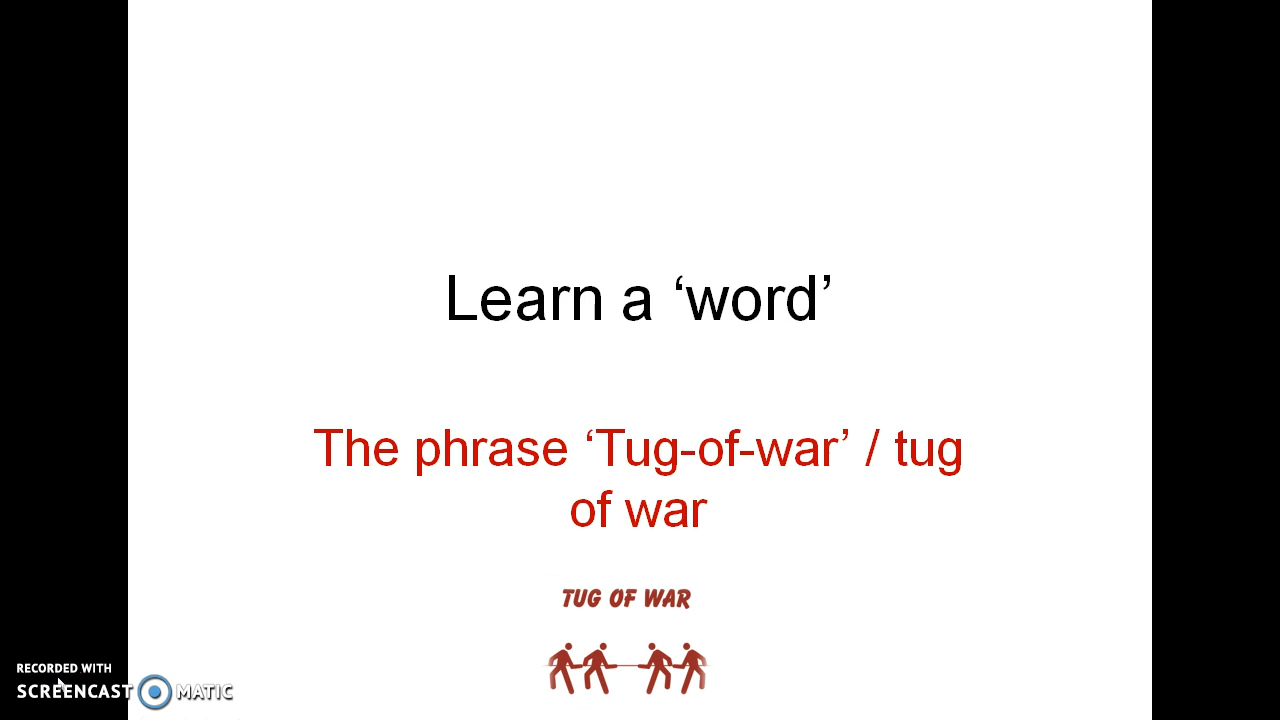 Learn a ‘word’
The phrase ‘Tug-of-war’ / tug
of war
TUG OF WAR
RECORDED WITH
SCREENCAST MATIC